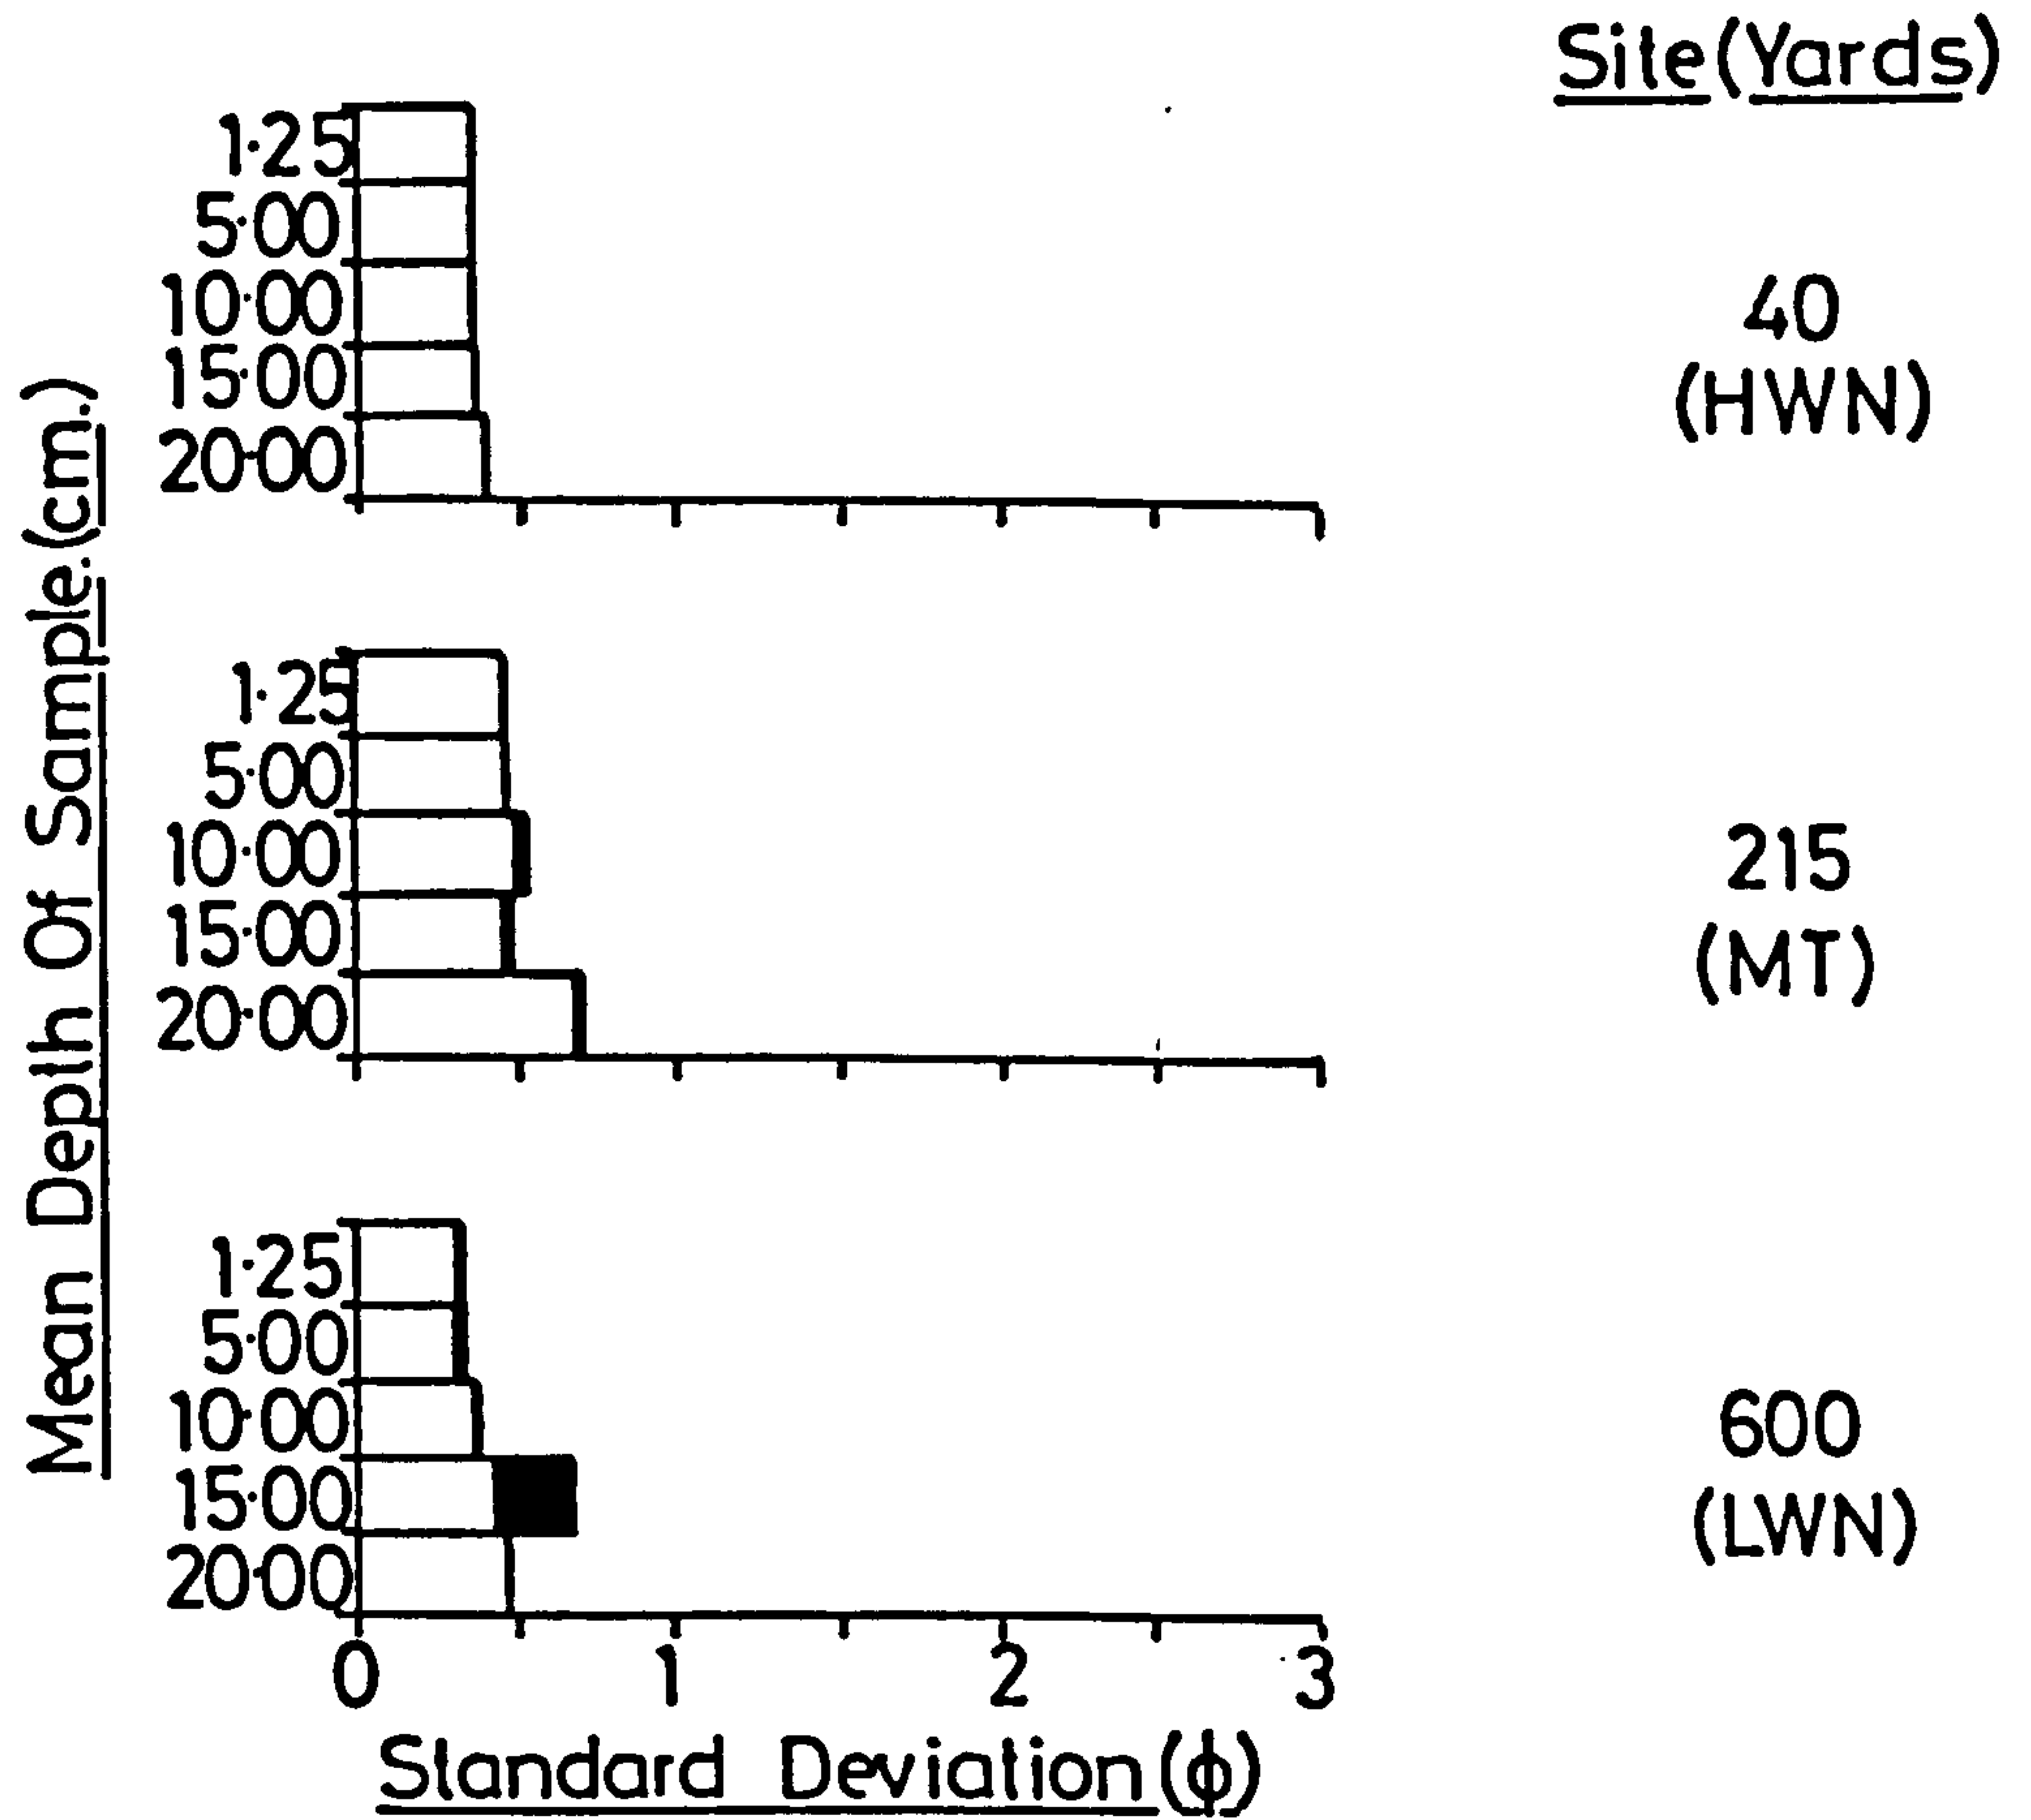 Site (Yards)
1·25
5·00
10·00
15·00
20·00
40
(HWN)
Mean Depth Of Sample.(cm.)
1·25
5·00
10·00
15·00
20·00
215
(MT)
1·25
5·00
10·00
15·00
20·00
600
(LWN)
0 1 2 3
Standard Deviation (ϕ)